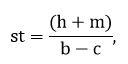 st = (h + m) / b − c,